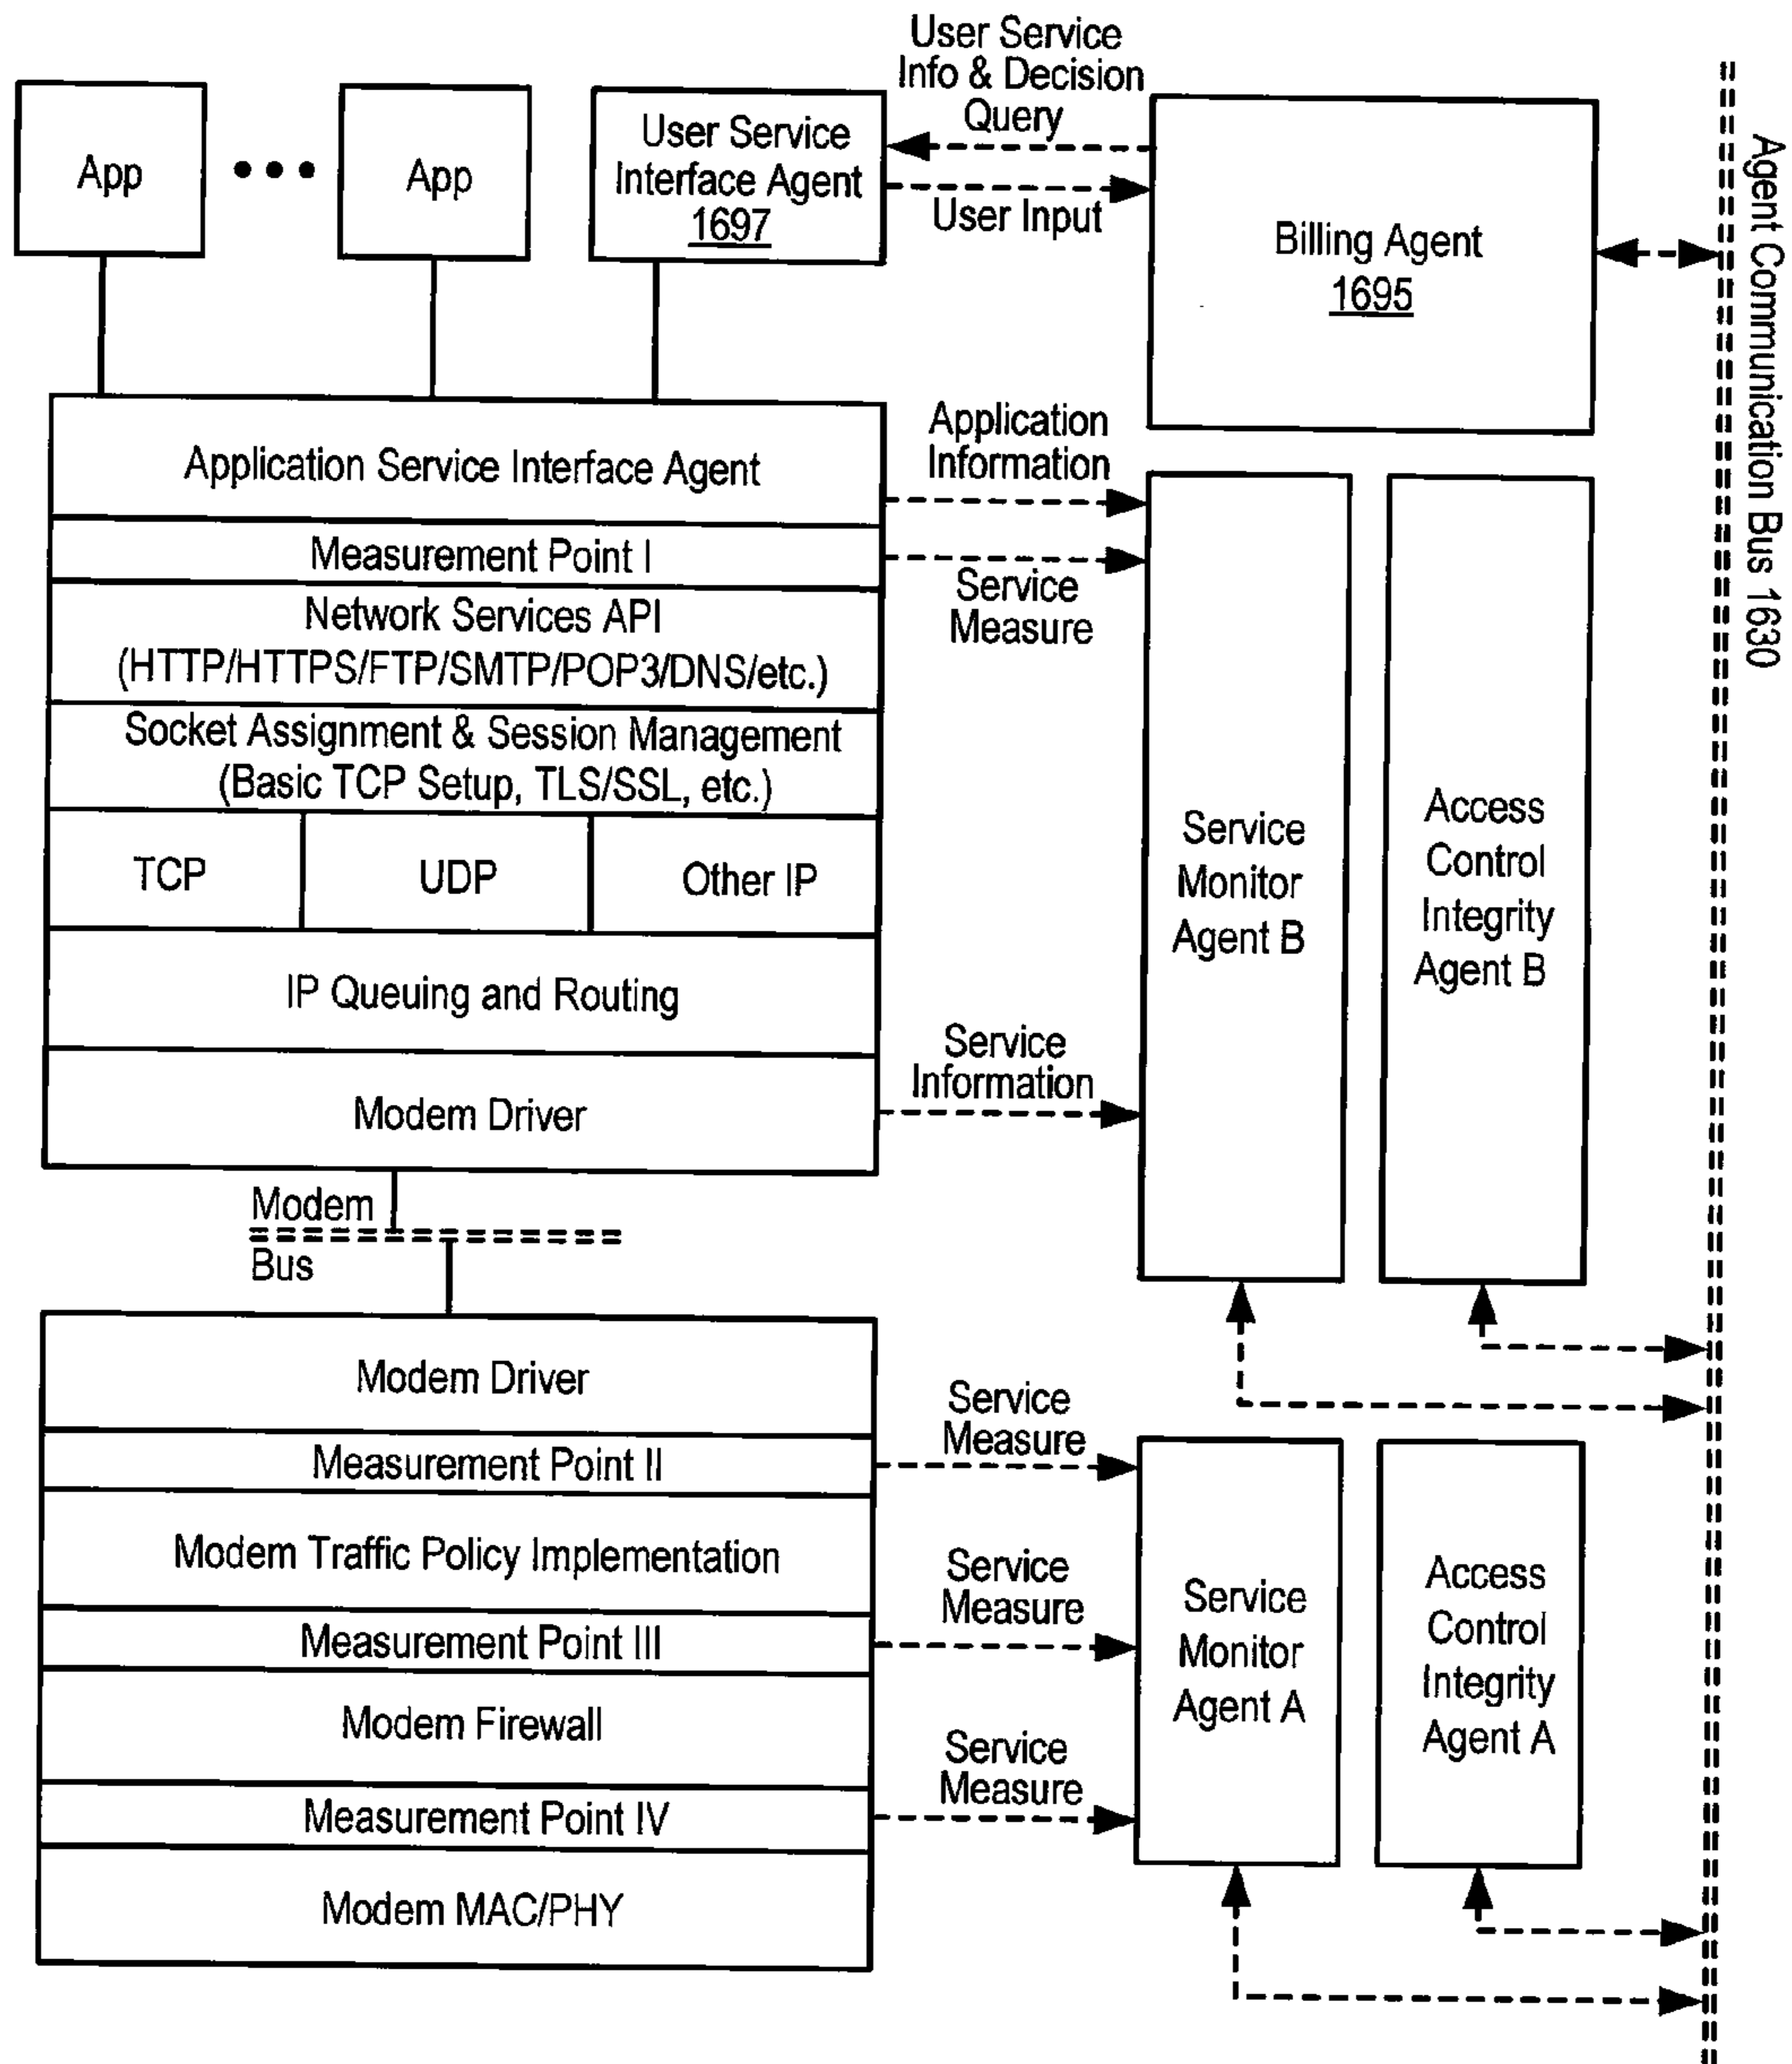 User Service
Info & Decision
Query
App
App
User Service
Interface Agent
1697
User Input
Billing Agent
1695
Agent Communication Bus 1630
Application Service Interface Agent
Application
Information
Measurement Point I
Service
Measure
Network Services API
(HTTP/HTTPS/FTP/SMTP/POP3/DNS/etc.)
Socket Assignment & Session Management
(Basic TCP Setup, TLS/SSL, etc.)
TCP
UDP
Other IP
IP Queuing and Routing
Modem Driver
Service
Information
Service
Monitor
Agent B
Access
Control
Integrity
Agent B
Modem
Bus
Modem Driver
Measurement Point II
Service
Measure
Modem Traffic Policy Implementation
Measurement Point III
Service
Measure
Modem Firewall
Measurement Point IV
Service
Measure
Modem MAC/PHY
Service
Monitor
Agent A
Access
Control
Integrity
Agent A